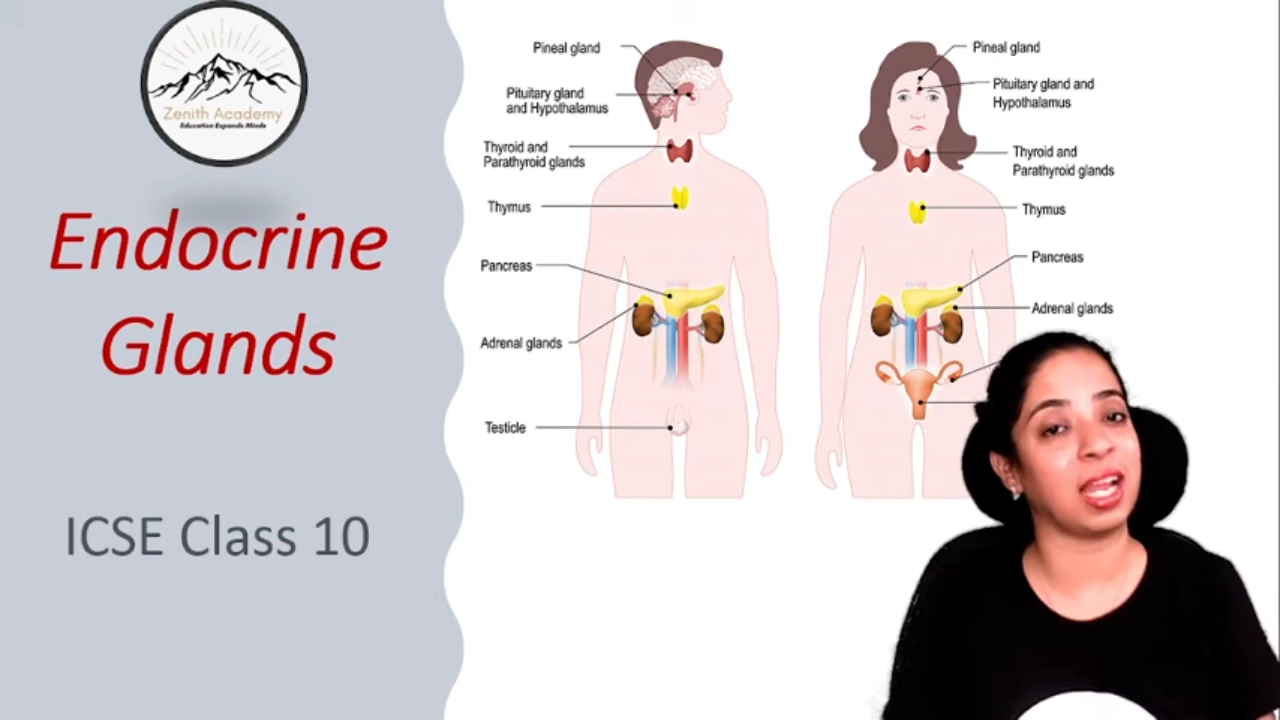 Zenith Academy
Education Expands Minds
Endocrine
Glands
ICSE Class 10
Pineal gland
Pituitary gland
and Hypothalamus
Thyroid and
Parathyroid glands
Thymus
Pancreas
Adrenal glands
Testicle
Pineal gland
Pituitary gland and
Hypothalamus
Thyroid and
Parathyroid glands
Thymus
Pancreas
Adrenal glands